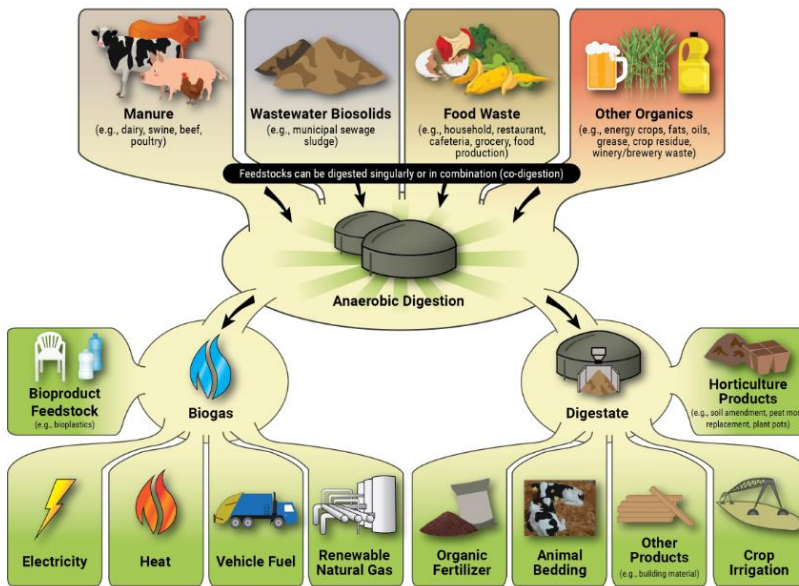 Manure
(e.g., dairy, swine, beef,
poultry)
Wastewater Biosolids
(e.g., municipal sewage
sludge)
Food Waste
(e.g., household, restaurant,
cafeteria, grocery, food
production)
Other Organics
(e.g., energy crops, fats, oils,
grease, crop residue,
winery/brewery waste)
Feedstocks can be digested singularly or in combination (co-digestion)
Anaerobic Digestion
Bioproduct
Feedstock
(e.g., bioplastics)
Biogas
Digestate
Horticulture
Products
(e.g., soil amendment, peat mos
replacement, plant pots)
Electricity
Heat
Vehicle Fuel
Renewable
Natural Gas
Organic
Fertilizer
Animal
Bedding
Other
Products
(e.g., building material)
Crop
Irrigation